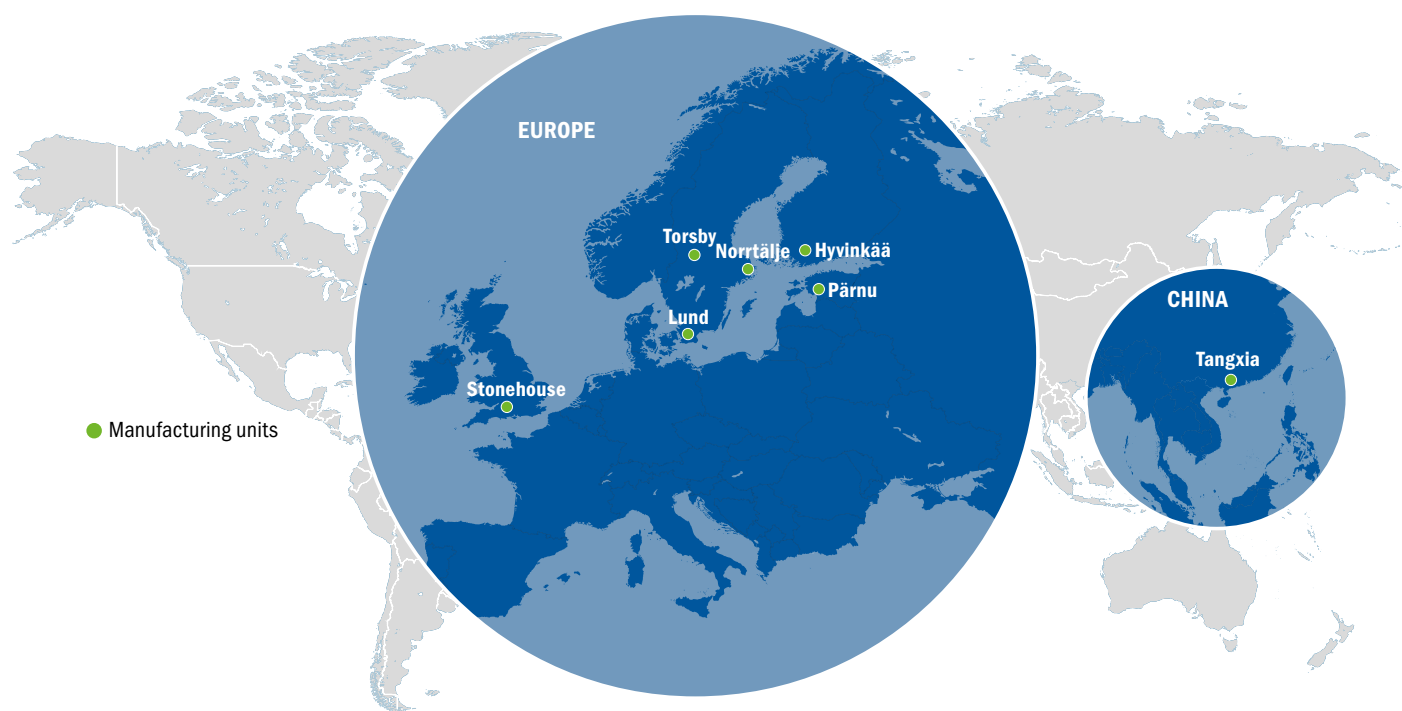 EUROPE
Torsby
Norrtälje
Hyvinkää
Pärnu
Lund
Stonehouse
CHINA
Tangxia
Manufacturing units